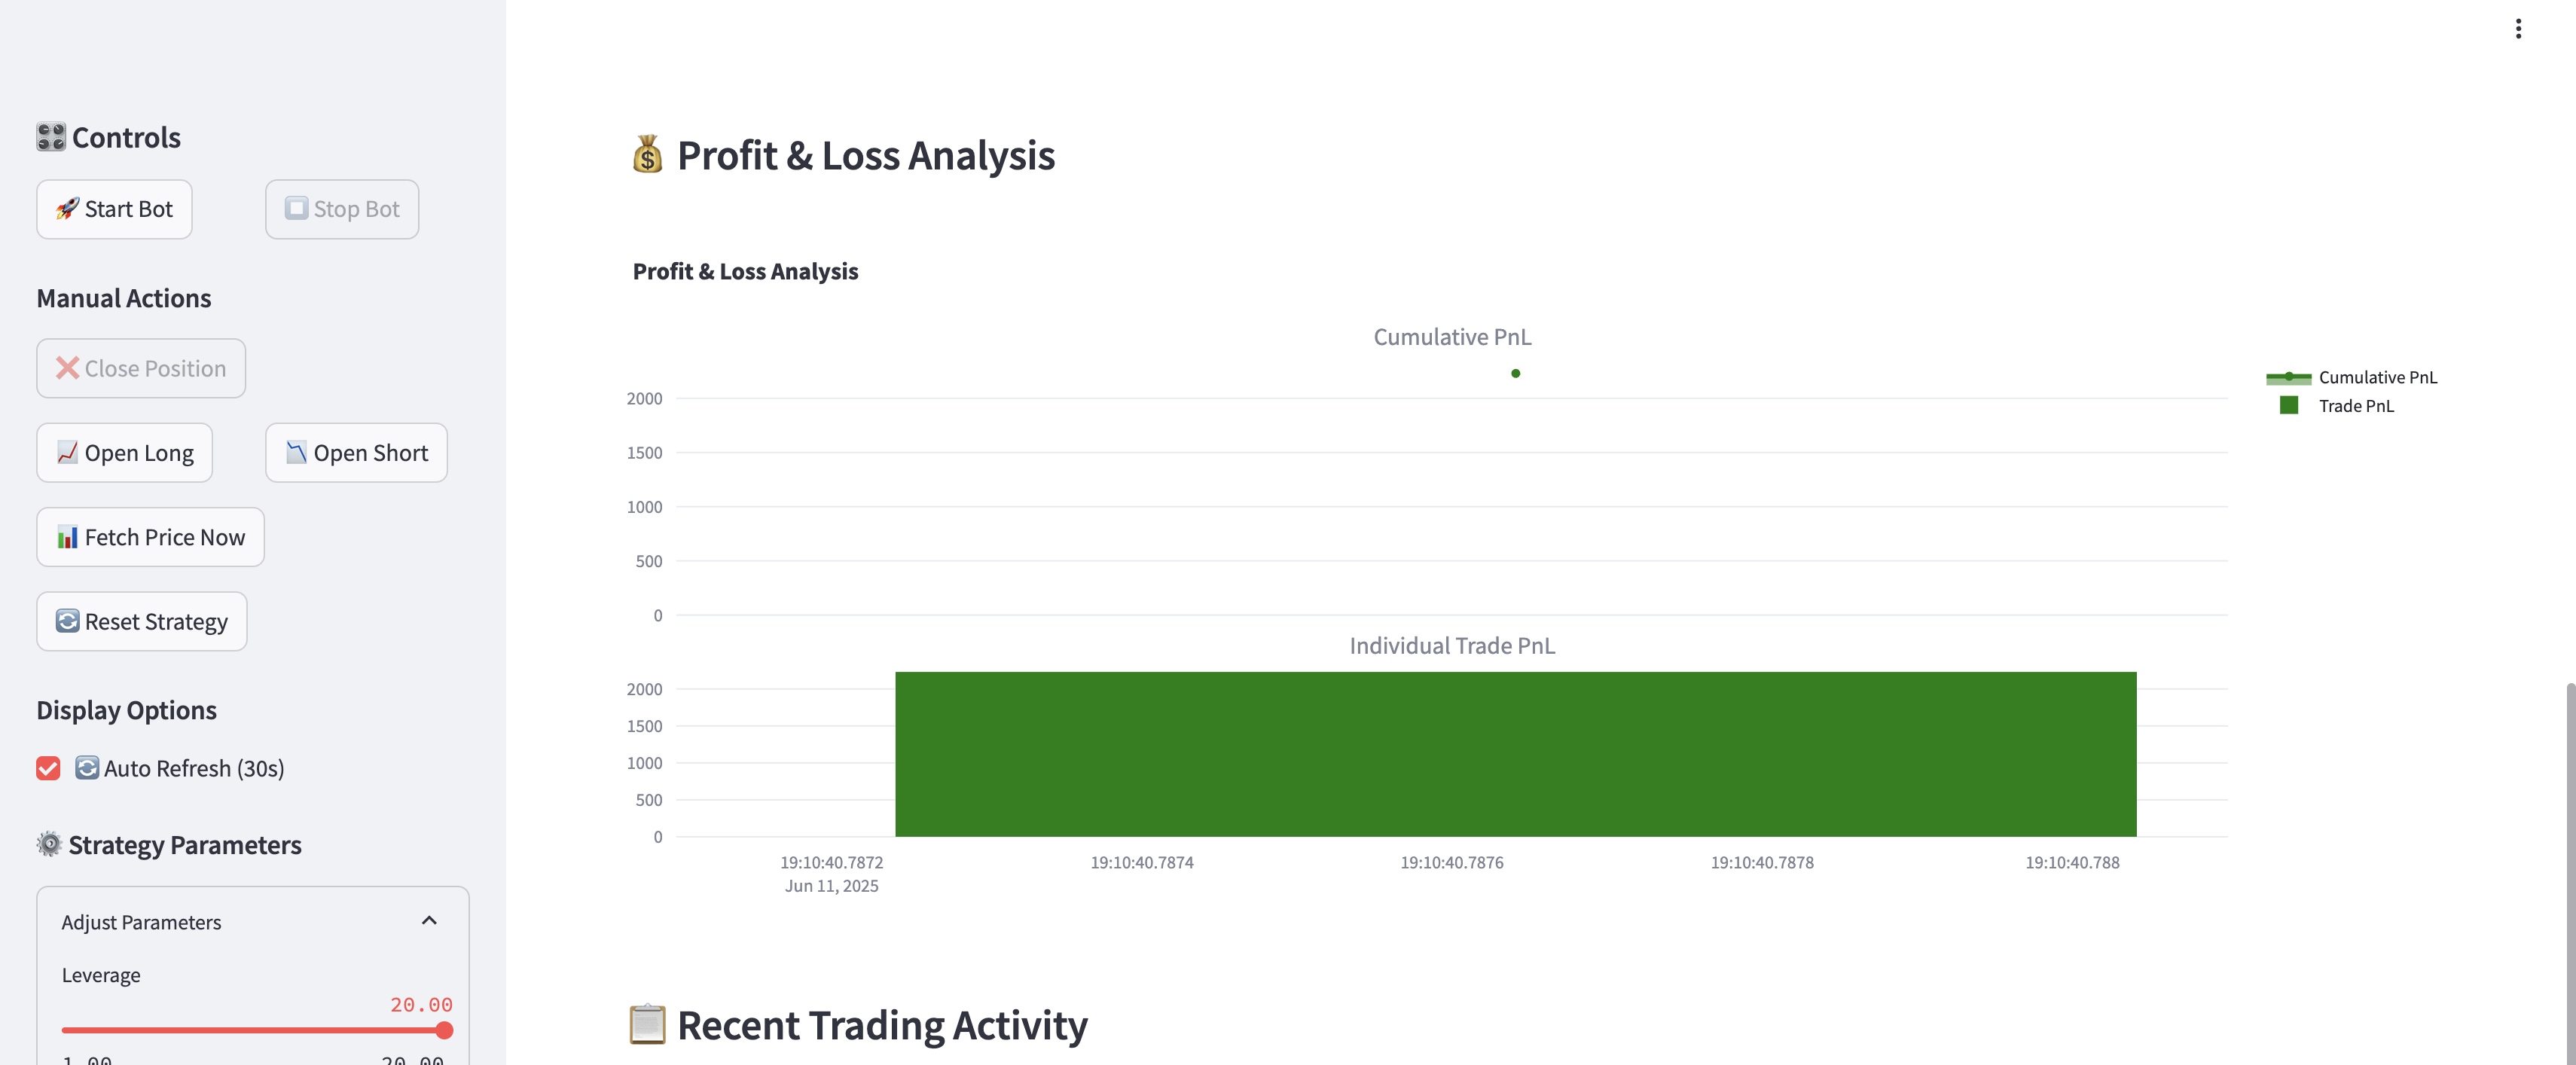 Controls
Start Bot
Stop Bot
Manual Actions
Close Position
Open Long
Open Short
Fetch Price Now
Reset Strategy
Display Options
Auto Refresh (30s)
Strategy Parameters
Adjust Parameters
Leverage
20.00
1.00
20.00
Profit & Loss Analysis
Profit & Loss Analysis
Cumulative PnL
2000
1500
1000
500
0
Individual Trade PnL
2000
1500
1000
500
0
19:10:40.7872
Jun 11, 2025
19:10:40.7874
19:10:40.7876
19:10:40.7878
19:10:40.788
Cumulative PnL
Trade PnL
Recent Trading Activity